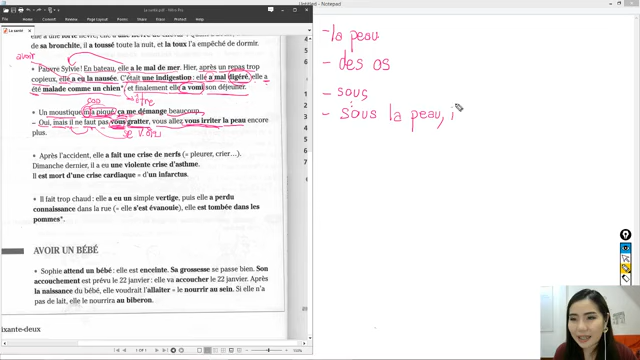 Untitled - Notepad
La santé
de sa bronchite, il a toussé toute la nuit, et la toux l'empêche de dormir.
avoir
• Pauvre Sylvie! En bateau, elle a le mal de mer. Hier, après un repas trop
copieux, elle a eu la nausée. C'était une indigestion: elle a mal digéré, elle a
été malade comme un chien*, et finalement elle a vomi son déjeuner.
être
• Un moustique m'a piqué, ça me démange beaucoup.
– Oui, mais il ne faut pas vous gratter, vous allez vous irriter la peau encore
plus.
se
• Après l'accident, elle a fait une crise de nerfs (= pleurer, crier...).
Dimanche dernier, il a eu une violente crise d'asthme.
Il est mort d'une crise cardiaque = d'un infarctus.
• Il fait trop chaud: elle a eu un simple vertige, puis elle a perdu
connaissance dans la rue (= elle s'est évanouie), elle est tombée dans les
pommes*.
AVOIR UN BÉBÉ
• Sophie attend un bébé: elle est enceinte. Sa grossesse se passe bien. Son
accouchement est prévu le 22 janvier: elle va accoucher le 22 janvier. Après
la naissance du bébé, elle voudrait l'allaiter = le nourrir au sein. Si elle n'a
pas de lait, elle le nourrira au biberon.
ixante-deux
- la peau
- des os
- sous
- sous la peau,